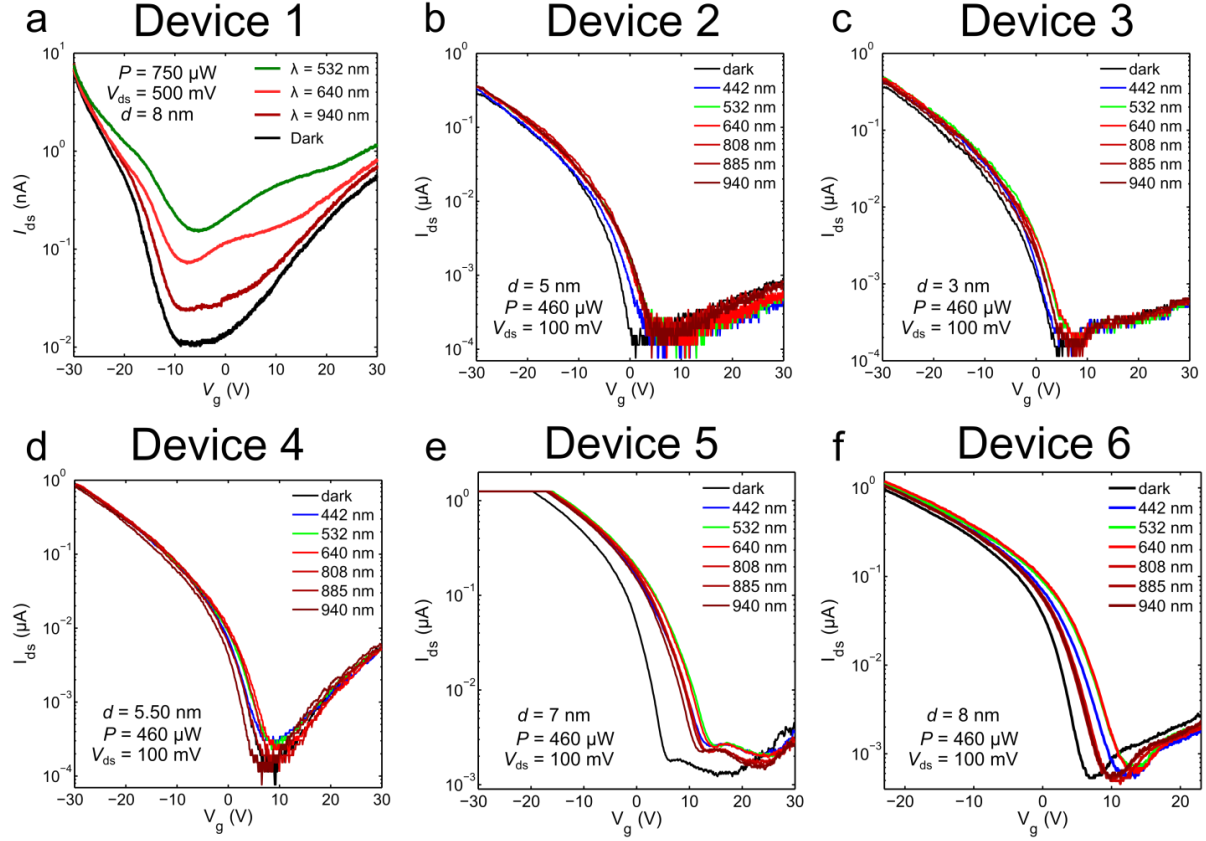 a Device 1
P = 750 µW
V_ds = 500 mV
d = 8 nm
λ = 532 nm
λ = 640 nm
λ = 940 nm
Dark
I_ds (nA)
10^1
10^0
10^-1
10^-2
−30 −20 −10 0 10 20 30
V_g (V)
b Device 2
dark
442 nm
532 nm
640 nm
808 nm
885 nm
940 nm
d = 5 nm
P = 460 µW
V_ds = 100 mV
I_ds (µA)
10^0
10^-1
10^-2
10^-3
10^-4
−30 −20 −10 0 10 20 30
V_g (V)
c Device 3
dark
442 nm
532 nm
640 nm
808 nm
885 nm
940 nm
d = 3 nm
P = 460 µW
V_ds = 100 mV
I_ds (µA)
10^0
10^-1
10^-2
10^-3
10^-4
−30 −20 −10 0 10 20 30
V_g (V)
d Device 4
dark
442 nm
532 nm
640 nm
808 nm
885 nm
940 nm
d = 5.50 nm
P = 460 µW
V_ds = 100 mV
I_ds (µA)
10^0
10^-1
10^-2
10^-3
10^-4
−30 −20 −10 0 10 20 30
V_g (V)
e Device 5
dark
442 nm
532 nm
640 nm
808 nm
885 nm
940 nm
d = 7 nm
P = 460 µW
V_ds = 100 mV
I_ds (µA)
10^0
10^-1
10^-2
10^-3
−30 −20 −10 0 10 20 30
V_g (V)
f Device 6
dark
442 nm
532 nm
640 nm
808 nm
885 nm
940 nm
d = 8 nm
P = 460 µW
V_ds = 100 mV
I_ds (µA)
10^0
10^-1
10^-2
10^-3
−20 −10 0 10 20
V_g (V)